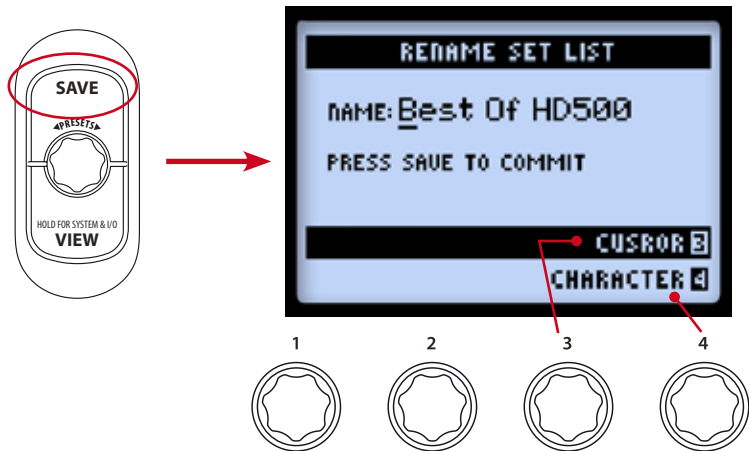 SAVE
◀PRESETS▶
HOLD FOR SYSTEM & I/O
VIEW
RENAME SET LIST
NAME: Best Of HD500
PRESS SAVE TO COMMIT
CUSROR 3
CHARACTER 4
1 2 3 4